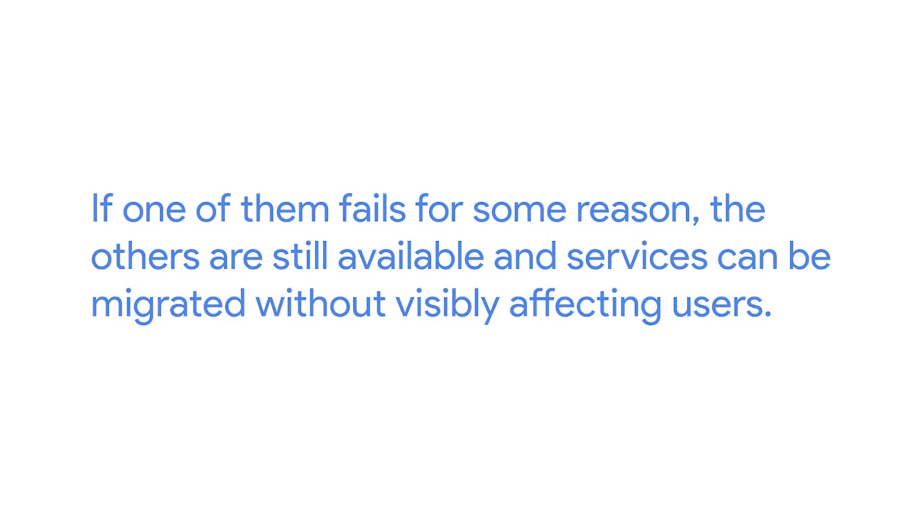 If one of them fails for some reason, the
others are still available and services can be
migrated without visibly affecting users.